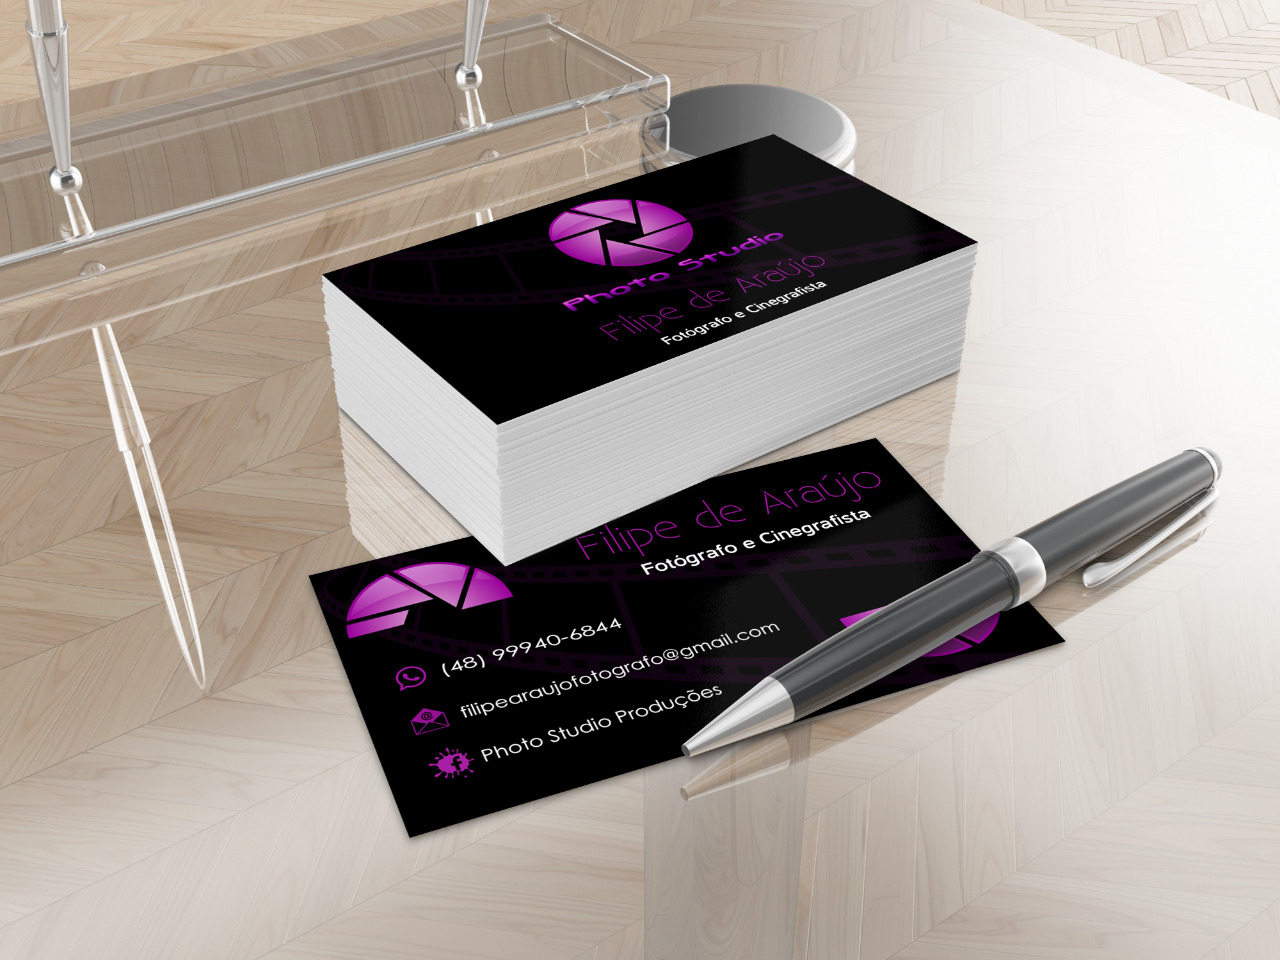 Photo Studio
Filipe de Araújo
Fotógrafo e Cinegrafista
Filipe de Araújo
Fotógrafo e Cinegrafista
(48) 99940-6844
filipearaujofotografo@gmail.com
Photo Studio Produções